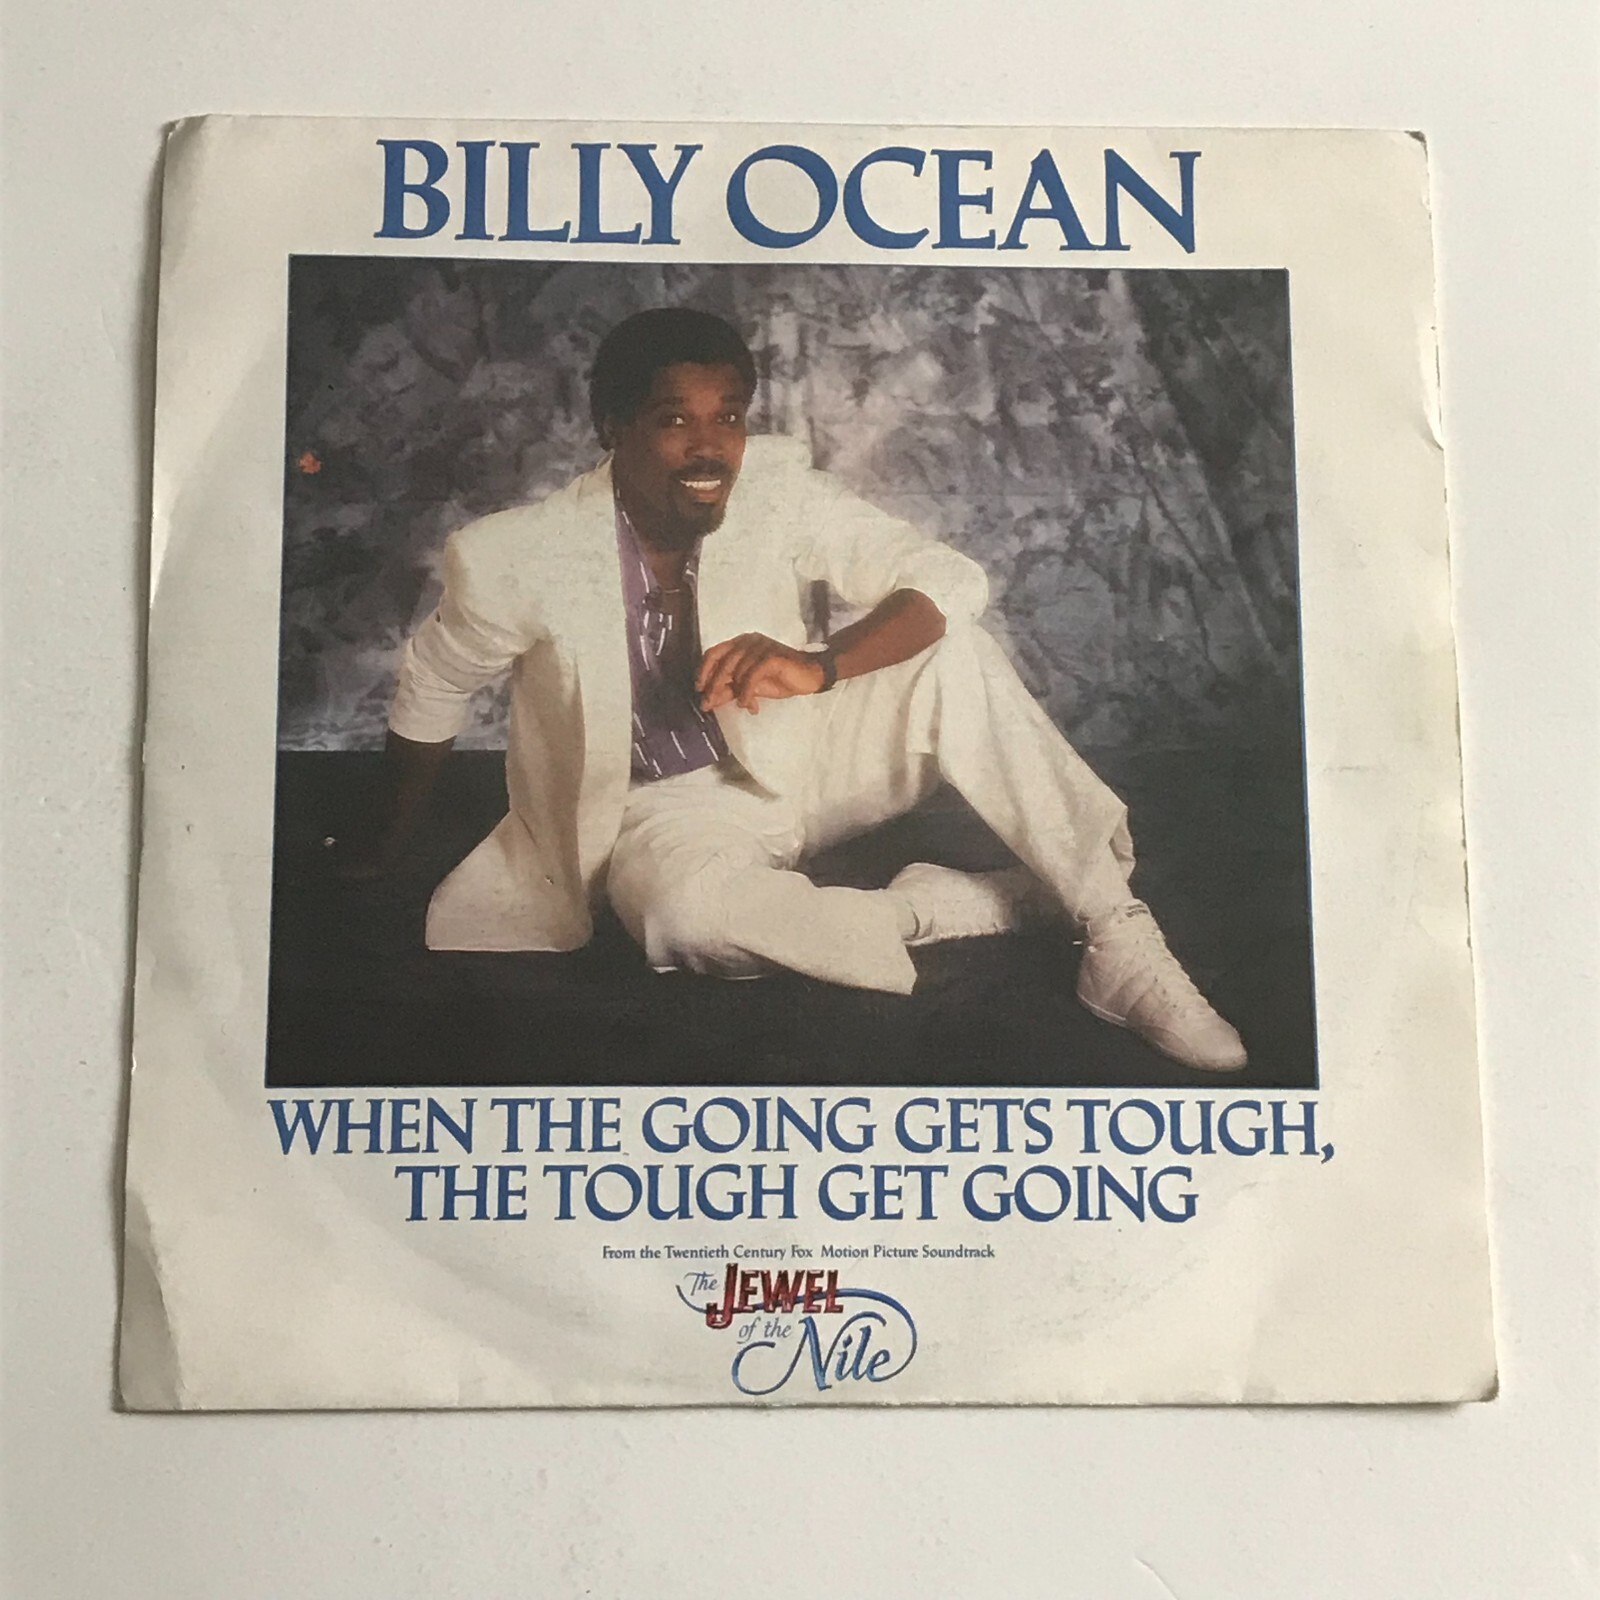 BILLY OCEAN
WHEN THE GOING GETS TOUGH,
THE TOUGH GET GOING
From the Twentieth Century Fox Motion Picture Soundtrack
The JEWEL
of the
Nile